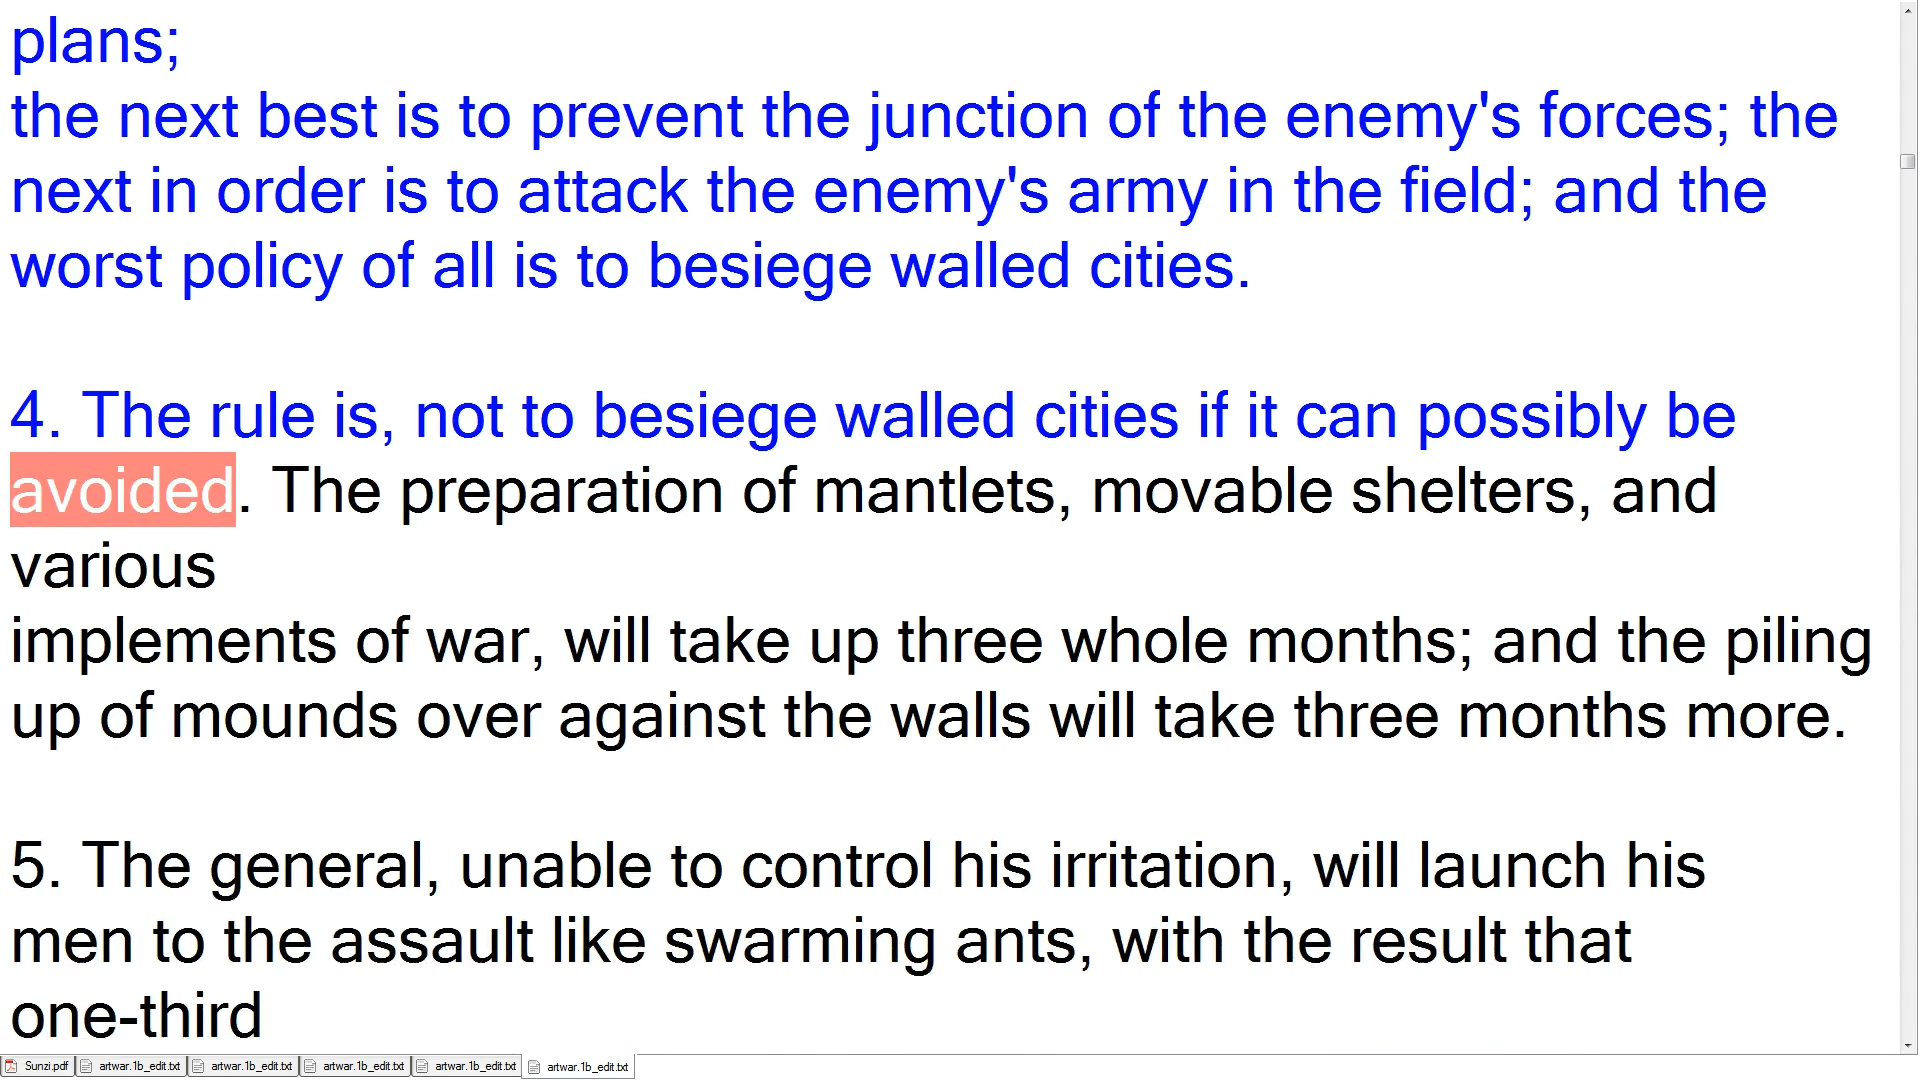 plans;
the next best is to prevent the junction of the enemy's forces; the
next in order is to attack the enemy's army in the field; and the
worst policy of all is to besiege walled cities.
4. The rule is, not to besiege walled cities if it can possibly be
avoided. The preparation of mantlets, movable shelters, and
various
implements of war, will take up three whole months; and the piling
up of mounds over against the walls will take three months more.
5. The general, unable to control his irritation, will launch his
men to the assault like swarming ants, with the result that
one-third
Sunzi.pdf artwar.1b_edit.txt artwar.1b_edit.txt artwar.1b_edit.txt artwar.1b_edit.txt artwar.1b_edit.txt